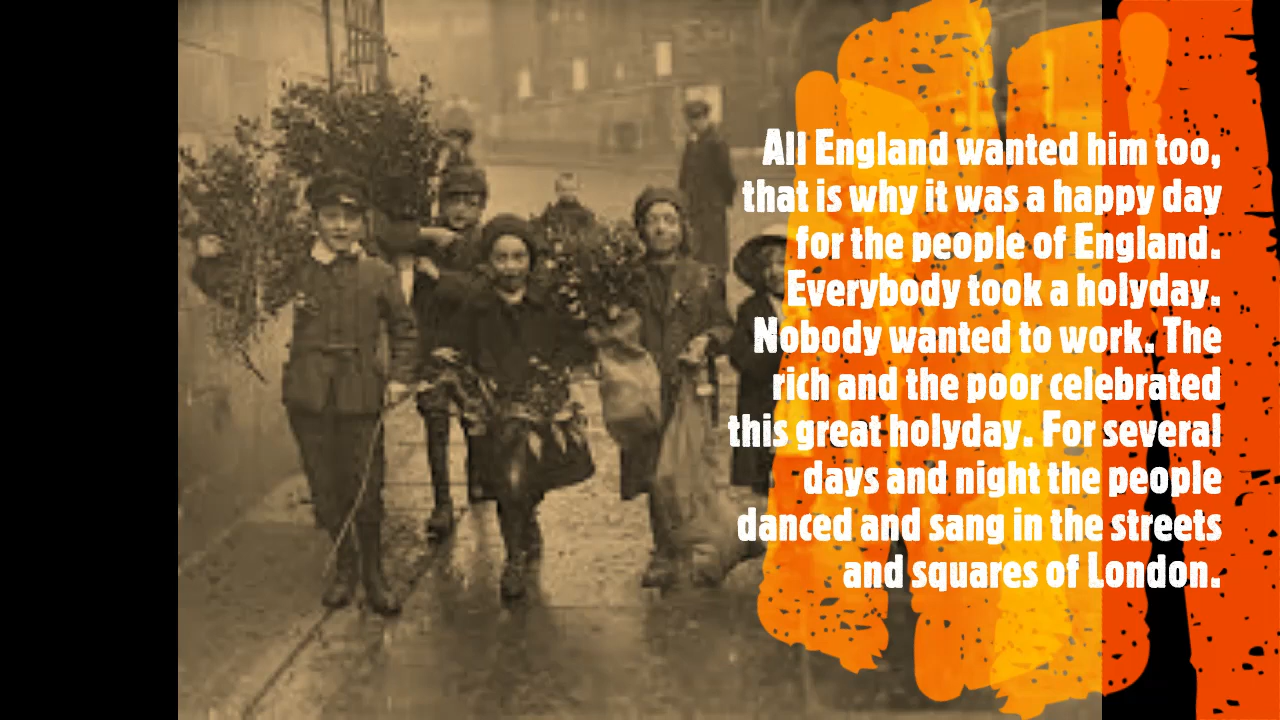 All England wanted him too,
that is why it was a happy day
for the people of England.
Everybody took a holyday.
Nobody wanted to work. The
rich and the poor celebrated
this great holyday. For several
days and night the people
danced and sang in the streets
and squares of London.